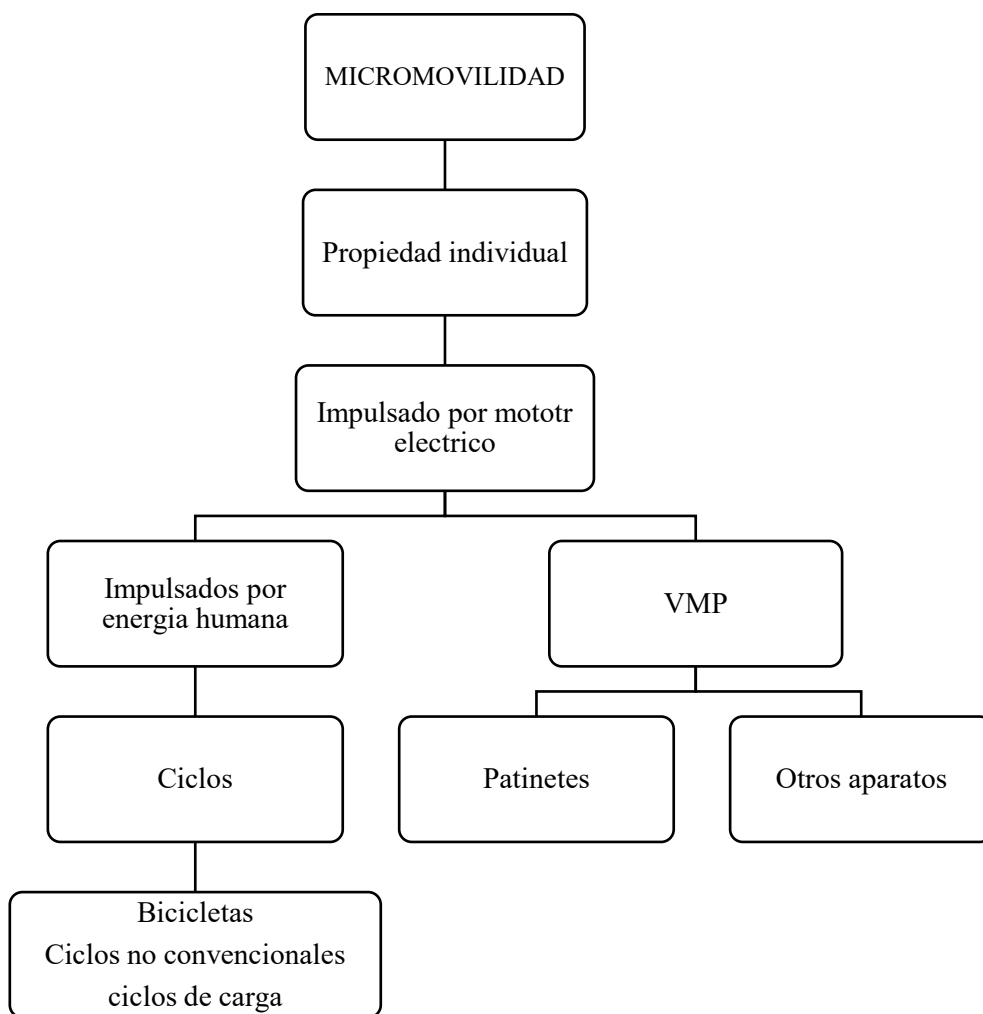 MICROMOVILIDAD
Propiedad individual
Impulsado por mototr
electrico
Impulsados por
energia humana
VMP
Ciclos
Patinetes
Otros aparatos
Bicicletas
Ciclos no convencionales
ciclos de carga